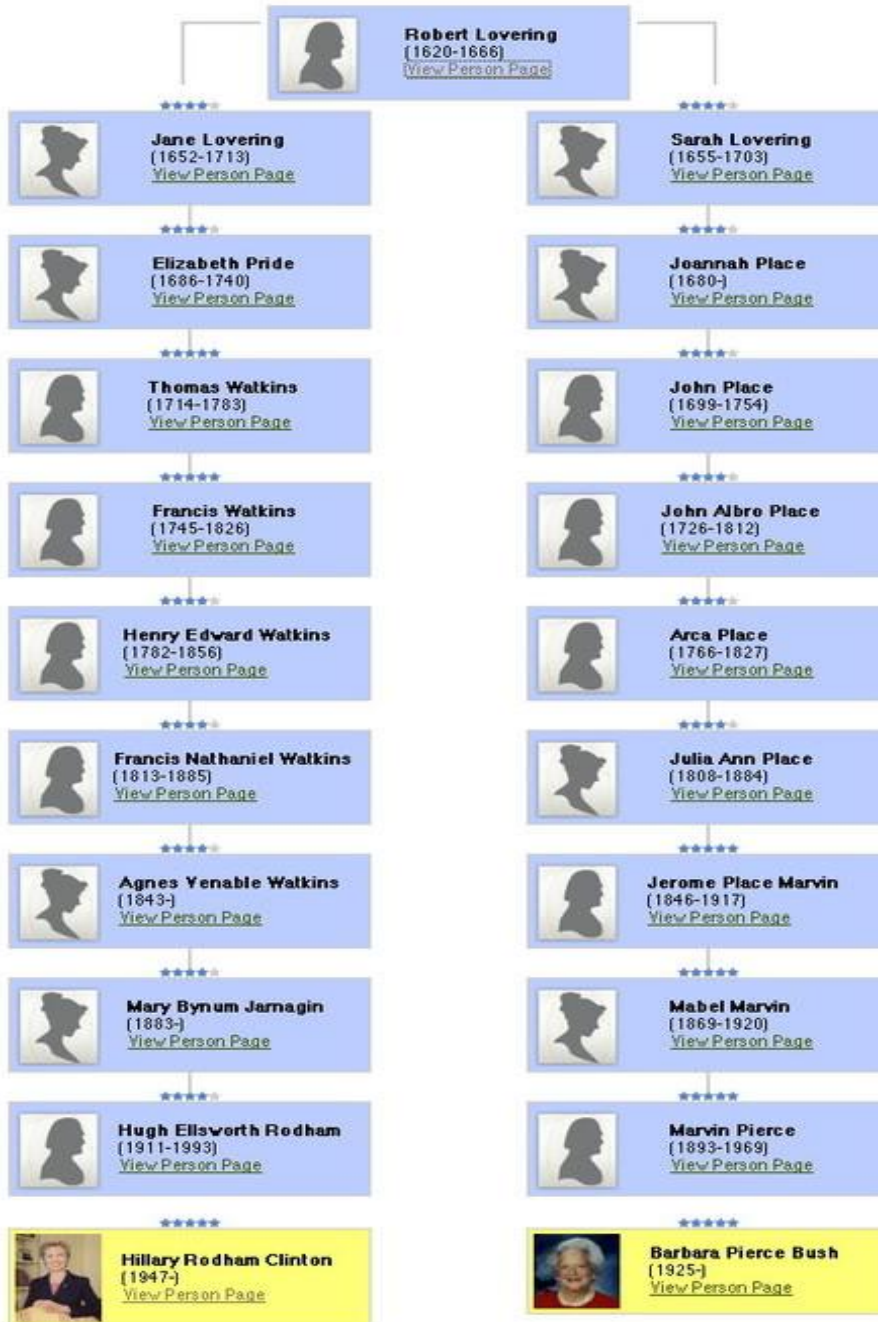 Robert Lovering
(1620-1666)
View Person Page
Jane Lovering
(1652-1713)
View Person Page
Elizabeth Pride
(1686-1740)
View Person Page
Thomas Watkins
(1714-1783)
View Person Page
Francis Watkins
(1745-1826)
View Person Page
Henry Edward Watkins
(1782-1856)
View Person Page
Francis Nathaniel Watkins
(1813-1885)
View Person Page
Agnes Venable Watkins
(1843-)
View Person Page
Mary Bynum Jarnagin
(1883-)
View Person Page
Hugh Ellsworth Rodham
(1911-1993)
View Person Page
Hillary Rodham Clinton
(1947-)
View Person Page
Sarah Lovering
(1655-1703)
View Person Page
Joannah Place
(1680-)
View Person Page
John Place
(1699-1754)
View Person Page
John Albro Place
(1726-1812)
View Person Page
Arca Place
(1766-1827)
View Person Page
Julia Ann Place
(1808-1884)
View Person Page
Jerome Place Marvin
(1846-1917)
View Person Page
Mabel Marvin
(1869-1920)
View Person Page
Marvin Pierce
(1893-1969)
View Person Page
Barbara Pierce Bush
(1925-)
View Person Page